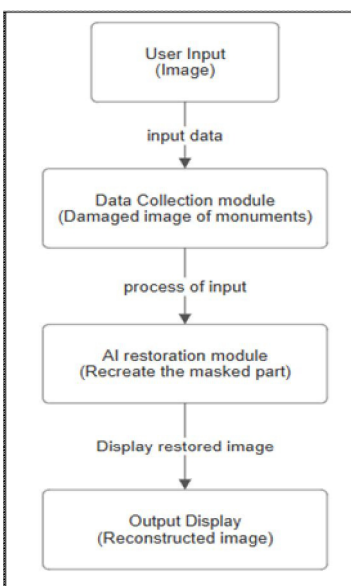 User Input
(Image)
input data
Data Collection module
(Damaged image of monuments)
process of input
AI restoration module
(Recreate the masked part)
Display restored image
Output Display
(Reconstructed image)